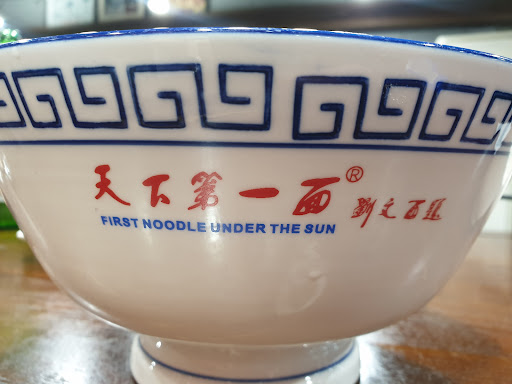 天下第一面®
FIRST NOODLE UNDER THE SUN